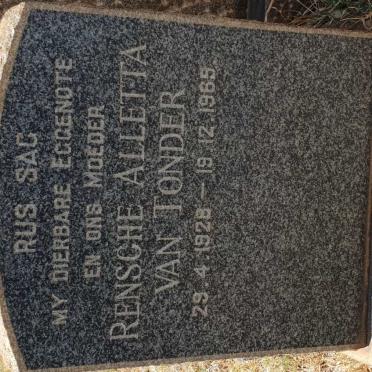 RUS SAG
MY DIERBARE EGGENOTE
EN ONS MOEDER
RENSCHE ALLETTA
VAN TONDER
29.4.1928 — 19.12.1965.